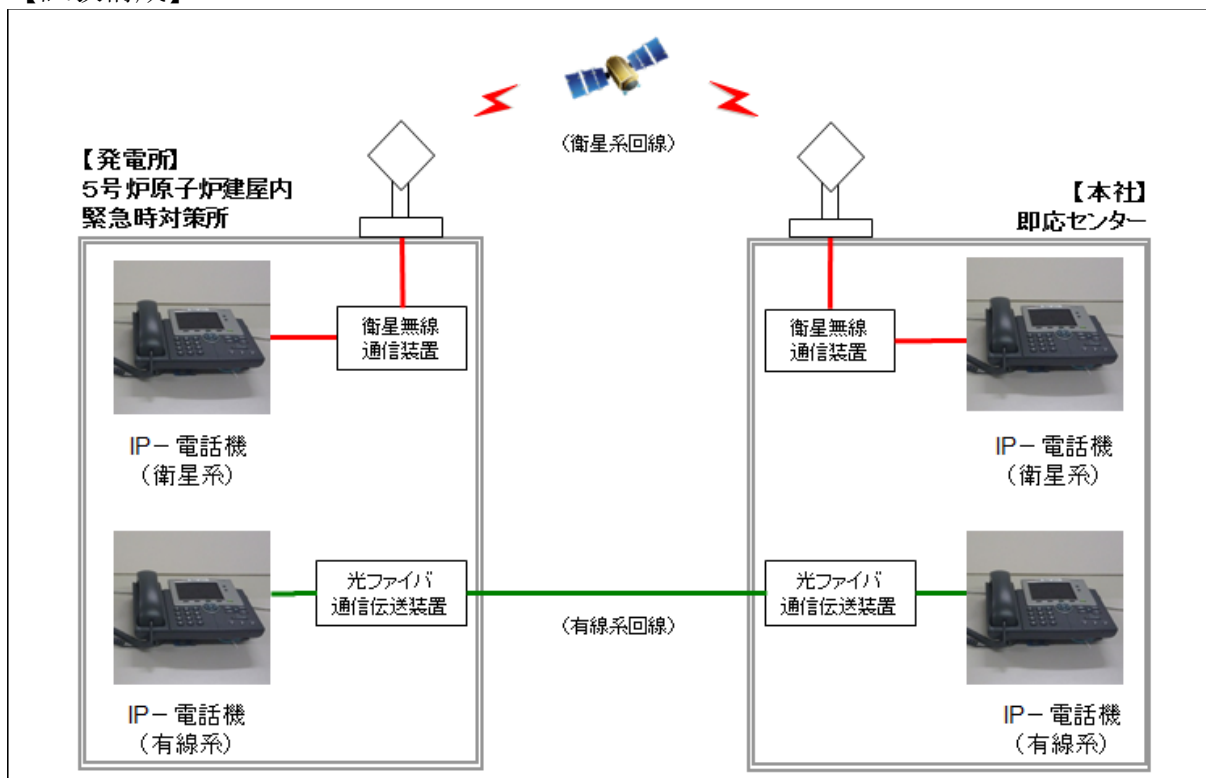 （衛星系回線）
【発電所】
5号炉原子炉建屋内
緊急時対策所
【本社】
即応センター
衛星無線
通信装置
衛星無線
通信装置
IP－電話機
（衛星系）
IP－電話機
（衛星系）
光ファイバ
通信伝送装置
光ファイバ
通信伝送装置
（有線系回線）
IP－電話機
（有線系）
IP－電話機
（有線系）